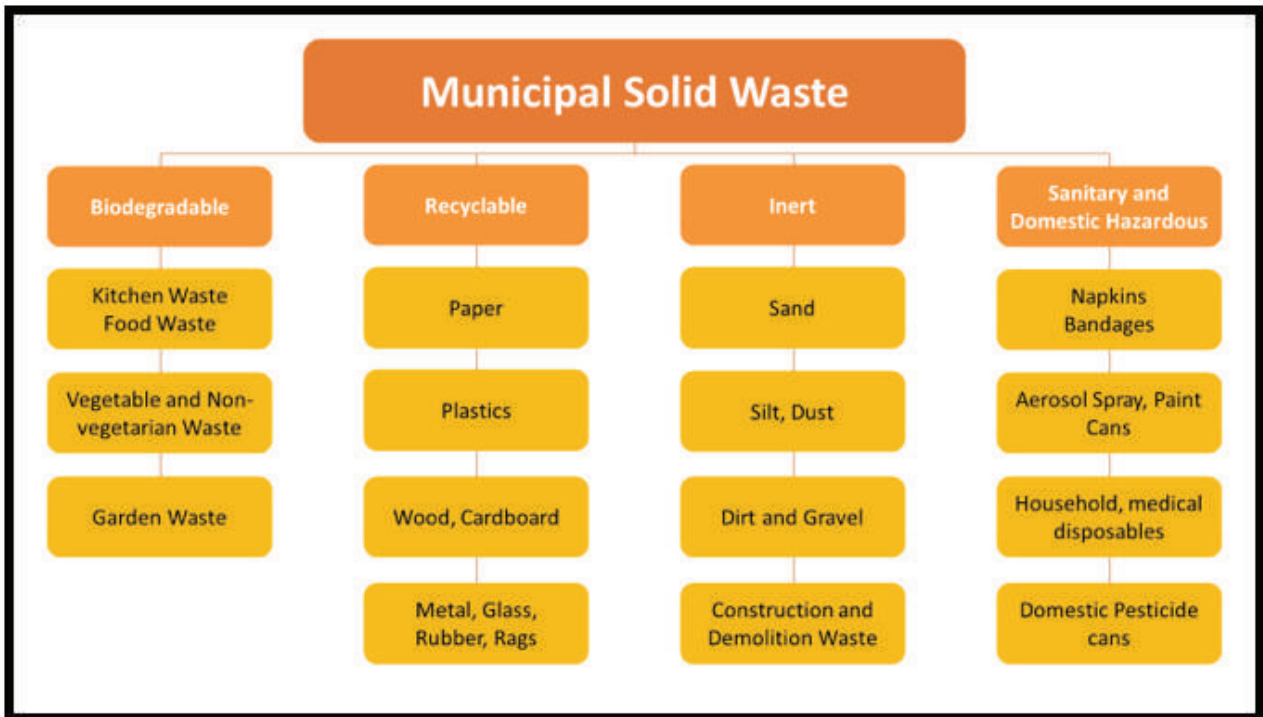 Municipal Solid Waste
Biodegradable
Kitchen Waste
Food Waste
Vegetable and Non-
vegetarian Waste
Garden Waste
Recyclable
Paper
Plastics
Wood, Cardboard
Metal, Glass,
Rubber, Rags
Inert
Sand
Silt, Dust
Dirt and Gravel
Construction and
Demolition Waste
Sanitary and
Domestic Hazardous
Napkins
Bandages
Aerosol Spray, Paint
Cans
Household, medical
disposables
Domestic Pesticide
cans